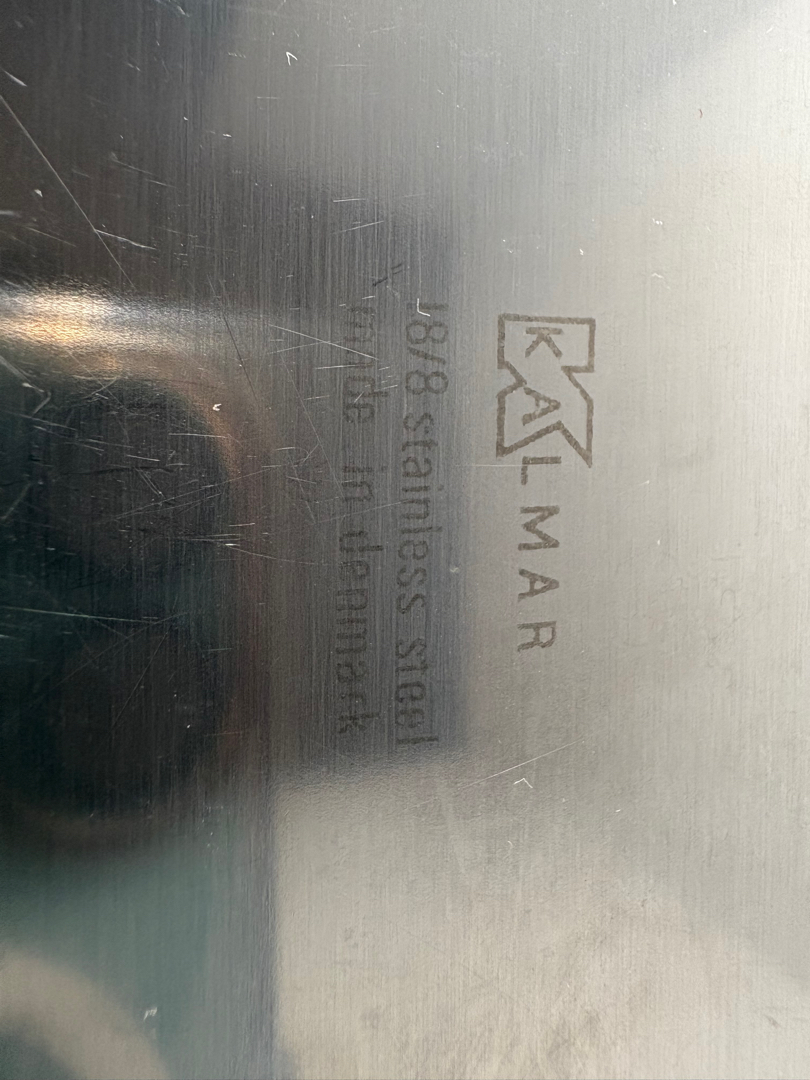 KALMAR
18/8 stainless steel
made in denmark